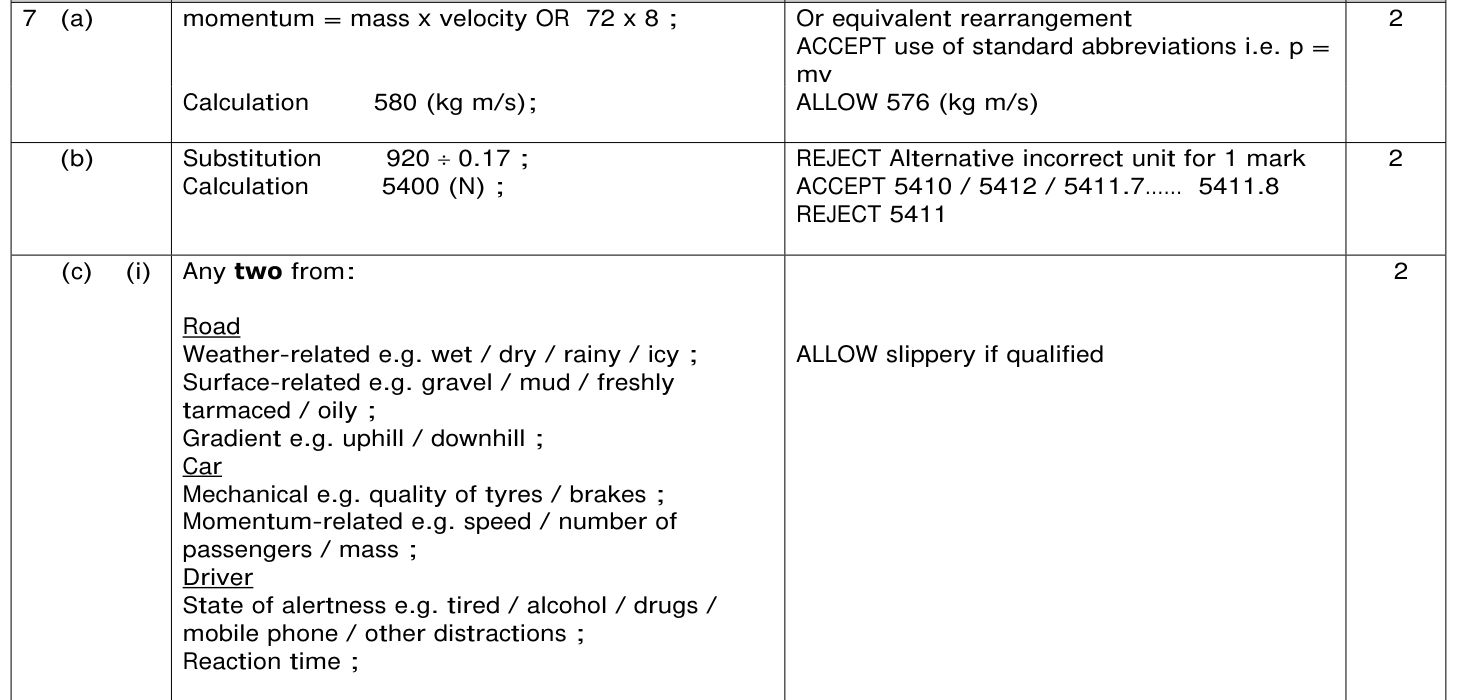 7 (a) momentum = mass x velocity OR 72 x 8 ; Or equivalent rearrangement 2
ACCEPT use of standard abbreviations i.e. p =
mv
Calculation 580 (kg m/s); ALLOW 576 (kg m/s)
(b) Substitution 920 ÷ 0.17 ; REJECT Alternative incorrect unit for 1 mark 2
Calculation 5400 (N) ; ACCEPT 5410 / 5412 / 5411.7...... 5411.8
REJECT 5411
(c) (i) Any two from: 2
Road
Weather-related e.g. wet / dry / rainy / icy ; ALLOW slippery if qualified
Surface-related e.g. gravel / mud / freshly
tarmaced / oily ;
Gradient e.g. uphill / downhill ;
Car
Mechanical e.g. quality of tyres / brakes ;
Momentum-related e.g. speed / number of
passengers / mass ;
Driver
State of alertness e.g. tired / alcohol / drugs /
mobile phone / other distractions ;
Reaction time ;